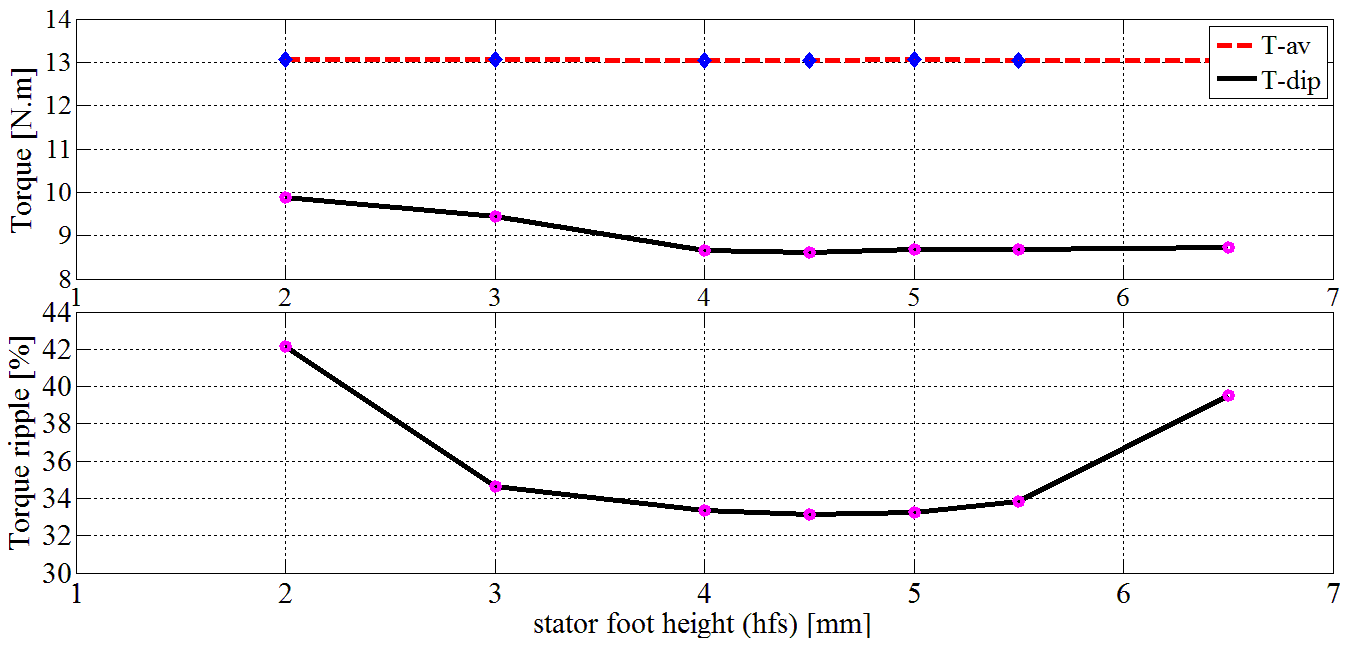 14
13
12
11
10
9
8
Torque [N.m]
T-av
T-dip
1 2 3 4 5 6 7
44
42
40
38
36
34
32
30
Torque ripple [%]
1 2 3 4 5 6 7
stator foot height (hfs) [mm]